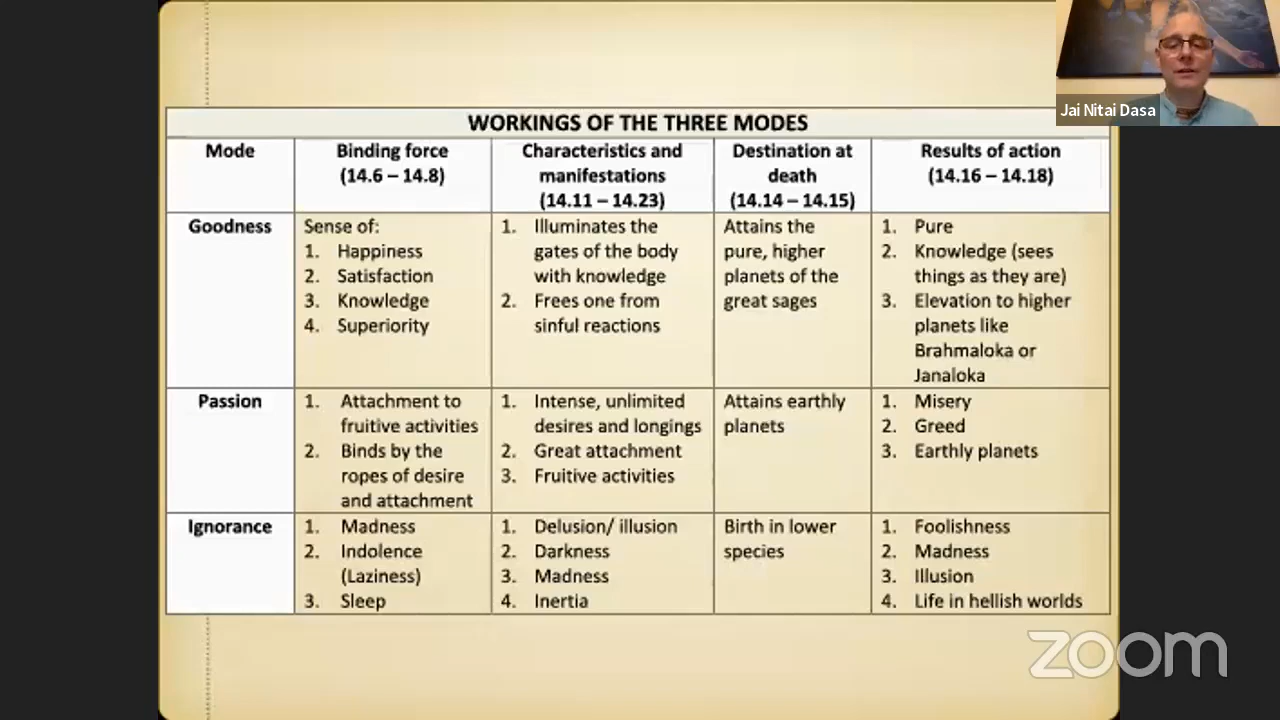 Jai Nitai Dasa
WORKINGS OF THE THREE MODES
Mode
Binding force
(14.6 – 14.8)
Characteristics and
manifestations
(14.11 – 14.23)
Destination at
death
(14.14 – 14.15)
Results of action
(14.16 – 14.18)
Goodness
Sense of:
1. Happiness
2. Satisfaction
3. Knowledge
4. Superiority
1. Illuminates the
gates of the body
with knowledge
2. Frees one from
sinful reactions
Attains the
pure, higher
planets of the
great sages
1. Pure
2. Knowledge (sees
things as they are)
3. Elevation to higher
planets like
Brahmaloka or
Janaloka
Passion
1. Attachment to
fruitive activities
2. Binds by the
ropes of desire
and attachment
1. Intense, unlimited
desires and longings
2. Great attachment
3. Fruitive activities
Attains earthly
planets
1. Misery
2. Greed
3. Earthly planets
Ignorance
1. Madness
2. Indolence
(Laziness)
3. Sleep
1. Delusion/ illusion
2. Darkness
3. Madness
4. Inertia
Birth in lower
species
1. Foolishness
2. Madness
3. Illusion
4. Life in hellish worlds
zoom